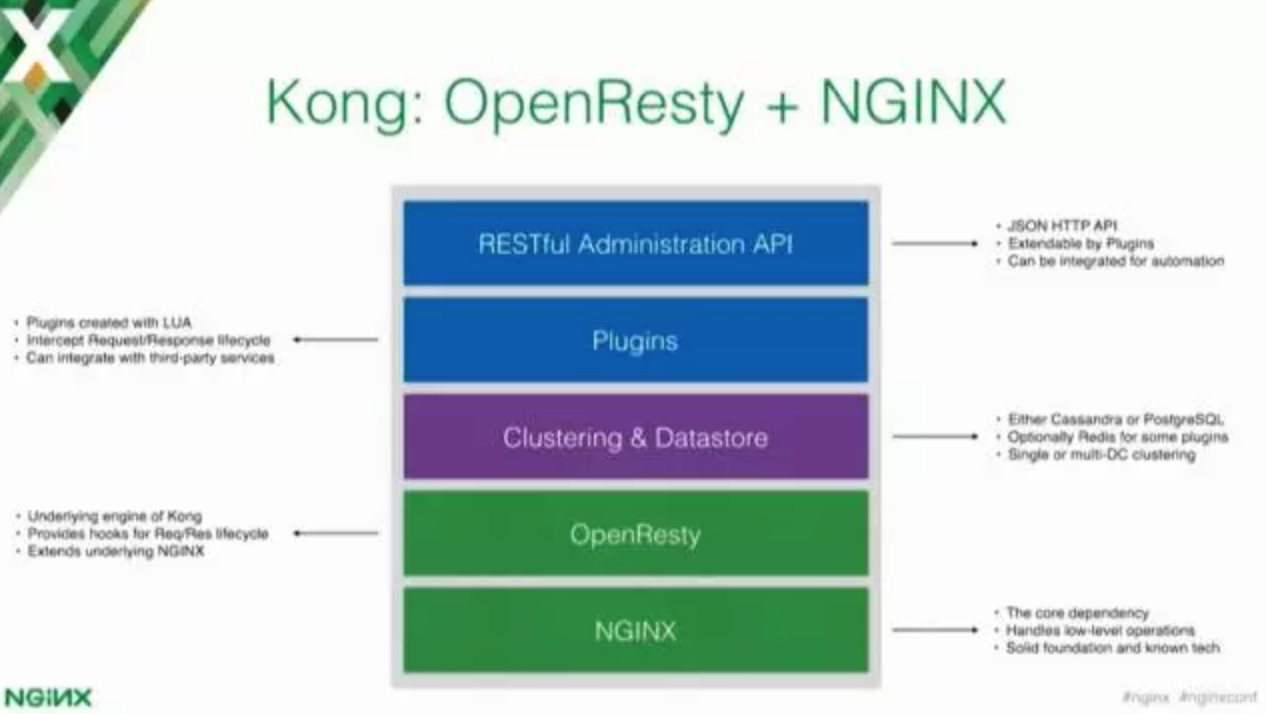 Kong: OpenResty + NGINX
RESTful Administration API
• JSON HTTP API
• Extendable by Plugins
• Can be integrated for automation
Plugins
• Plugins created with LUA
• Intercept Request/Response lifecycle
• Can integrate with third-party services
Clustering & Datastore
• Either Cassandra or PostgreSQL
• Optionally Redis for some plugins
• Single or multi-DC clustering
OpenResty
• Underlying engine of Kong
• Provides hooks for Req/Res lifecycle
• Extends underlying NGINX
NGINX
• The core dependency
• Handles low-level operations
• Solid foundation and known tech
NGINX
#nginx #nginxconf